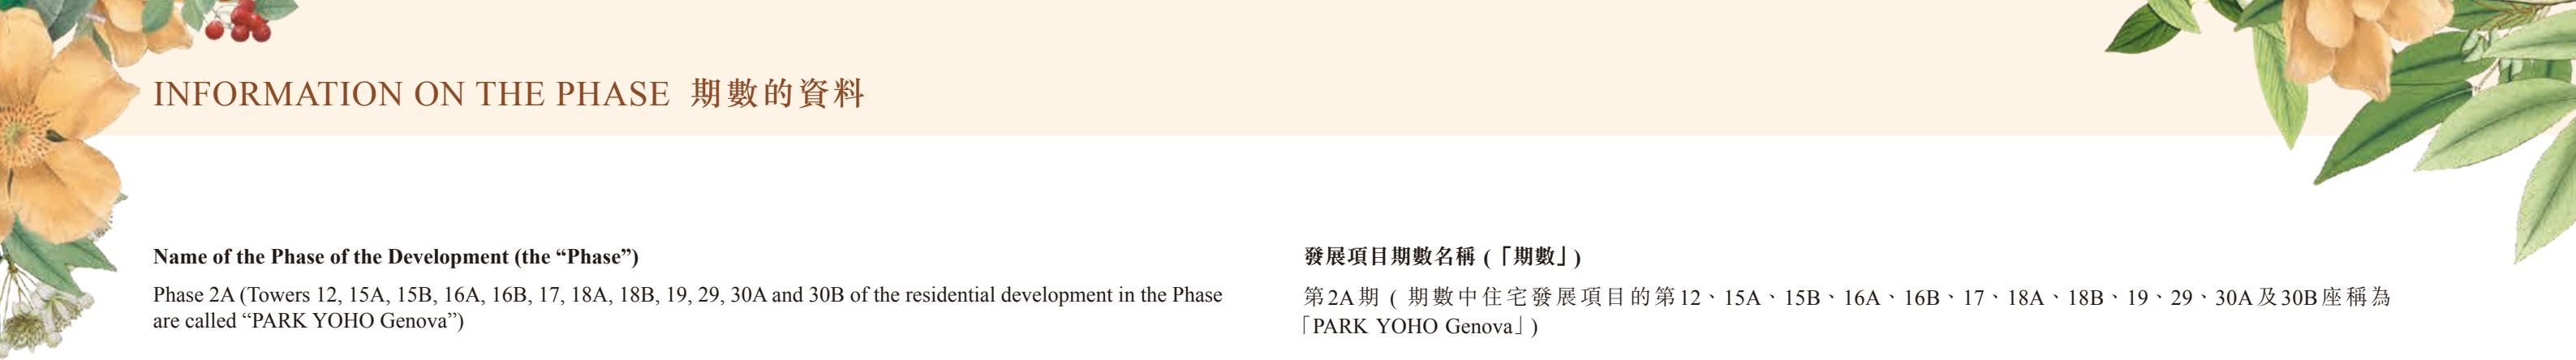 INFORMATION ON THE PHASE 期數的資料
Name of the Phase of the Development (the “Phase”)
Phase 2A (Towers 12, 15A, 15B, 16A, 16B, 17, 18A, 18B, 19, 29, 30A and 30B of the residential development in the Phase
are called “PARK YOHO Genova”)
發展項目期數名稱 (「期數」)
第2A期 ( 期數中住宅發展項目的第12、15A、15B、16A、16B、17、18A、18B、19、29、30A及30B座稱為
「PARK YOHO Genova」)